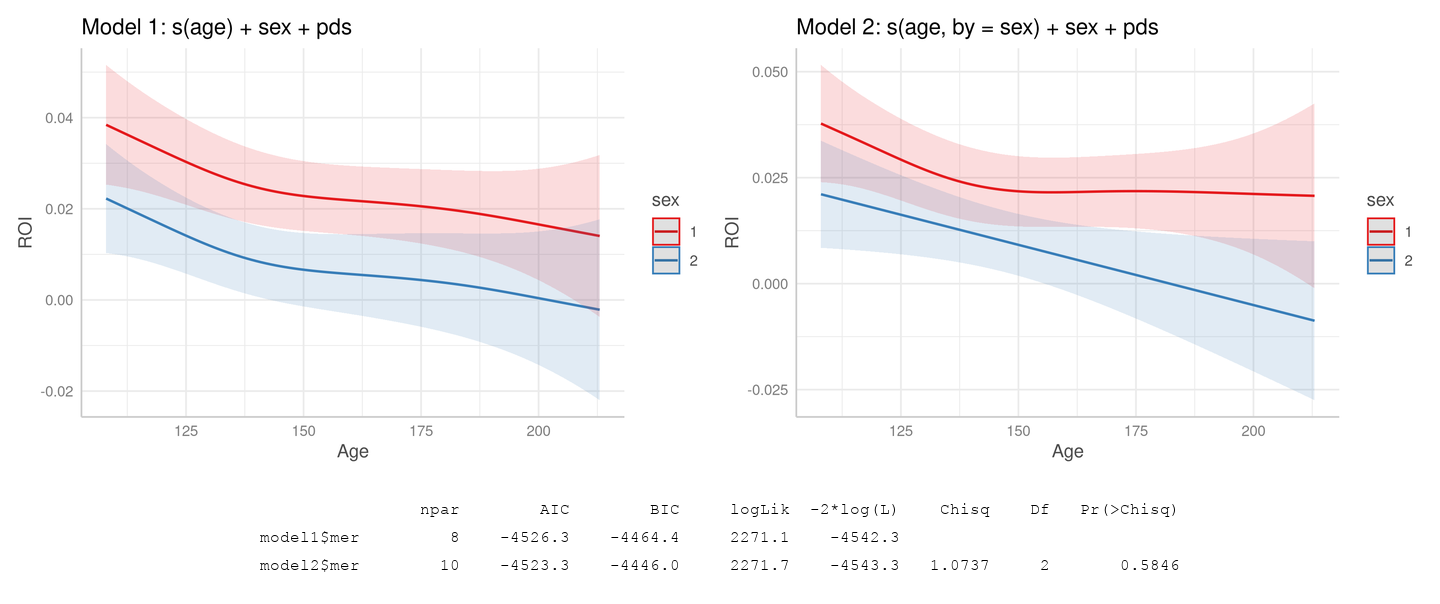 Model 1: s(age) + sex + pds
0.04
0.02
0.00
-0.02
ROI
125 150 175 200
Age
sex
1
2
Model 2: s(age, by = sex) + sex + pds
0.050
0.025
0.000
-0.025
ROI
125 150 175 200
Age
sex
1
2
npar AIC BIC logLik -2*log(L) Chisq Df Pr(>Chisq)
model1$mer 8 -4526.3 -4464.4 2271.1 -4542.3
model2$mer 10 -4523.3 -4446.0 2271.7 -4543.3 1.0737 2 0.5846